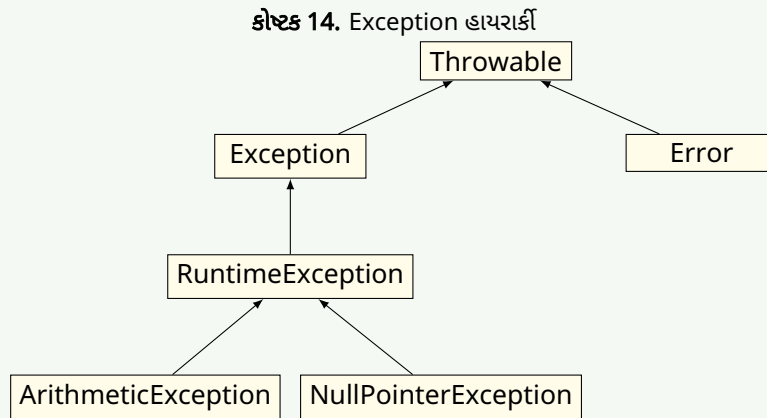 કોષ્ટક 14. Exception હાયરાર્કી
Throwable
Exception
Error
RuntimeException
ArithmeticException
NullPointerException